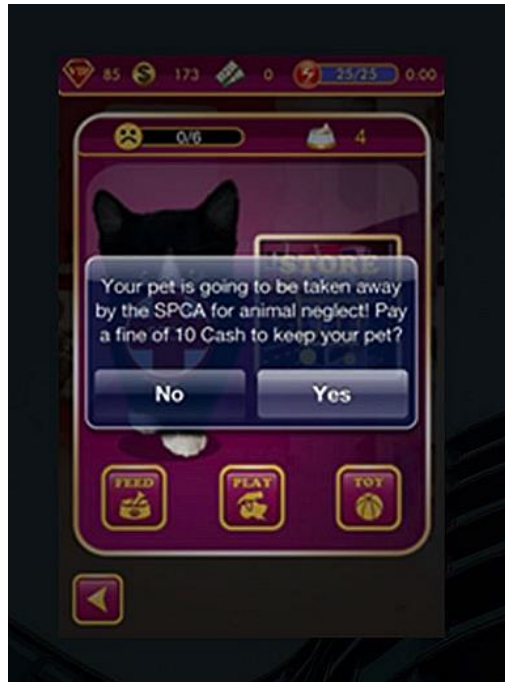 VIP 85 S 173 0 25/25 0:00
0/6 4
STORE
Your pet is going to be taken away
by the SPCA for animal neglect! Pay
a fine of 10 Cash to keep your pet?
No Yes
FEED PLAY TOY